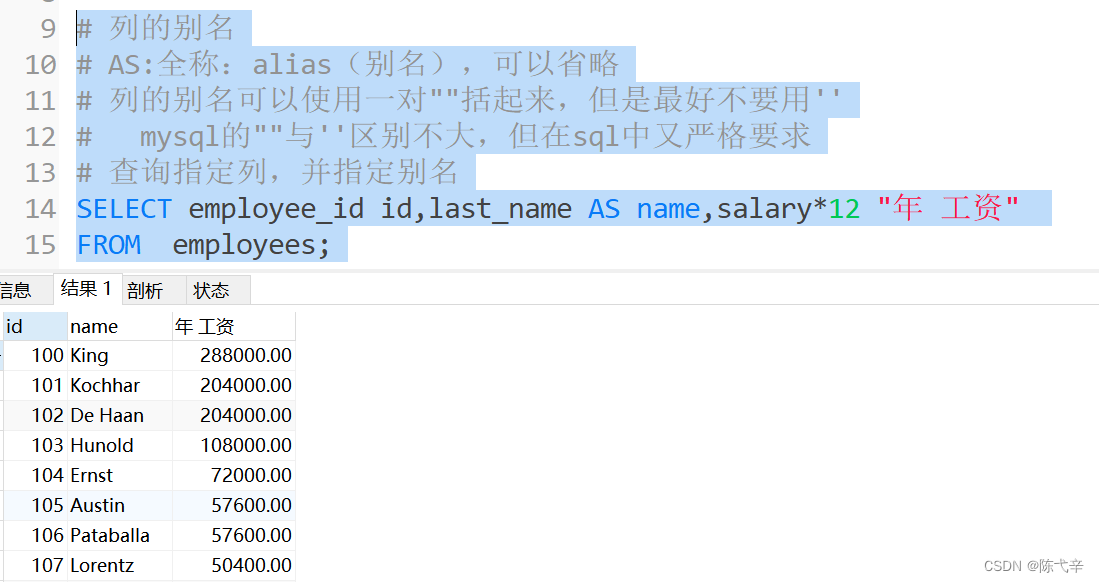 9 # 列的别名
10 # AS:全称：alias（别名），可以省略
11 # 列的别名可以使用一对""括起来，但是最好不要用''
12 #   mysql的""与''区别不大，但在sql中又严格要求
13 # 查询指定列，并指定别名
14 SELECT employee_id id,last_name AS name,salary*12 "年 工资"
15 FROM  employees;
信息 结果 1 剖析 状态
id name 年 工资
100 King 288000.00
101 Kochhar 204000.00
102 De Haan 204000.00
103 Hunold 108000.00
104 Ernst 72000.00
105 Austin 57600.00
106 Pataballa 57600.00
107 Lorentz 50400.00
CSDN @陈弋辛